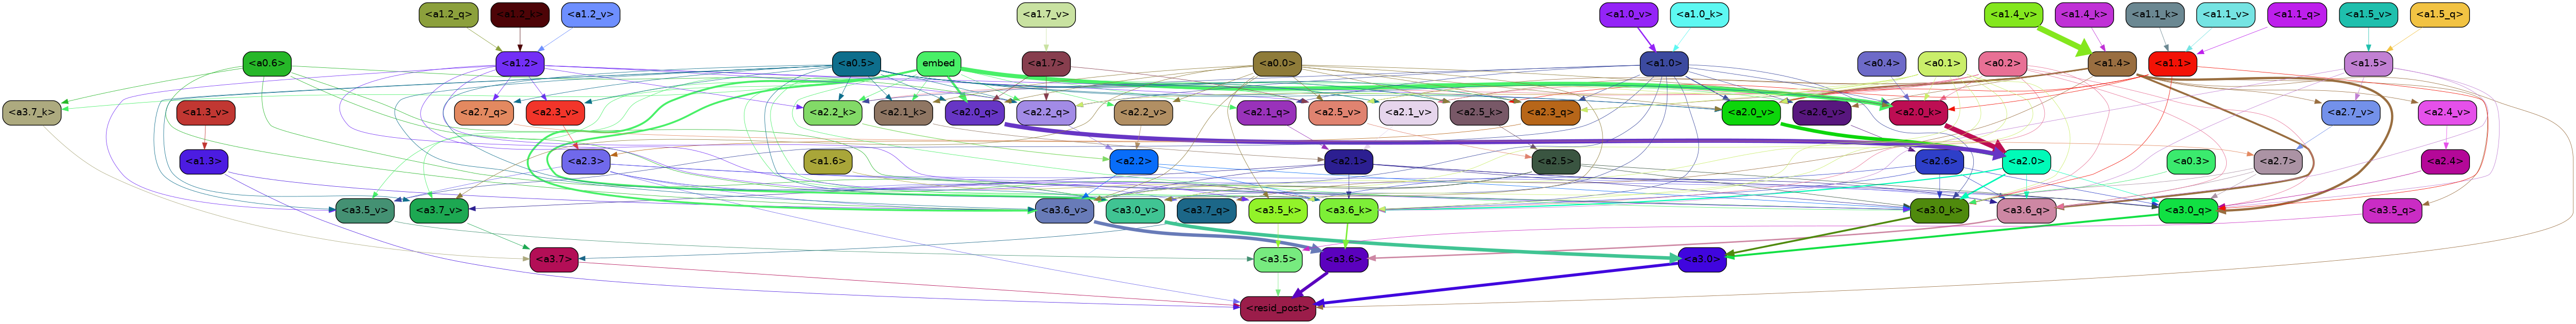 <a1.2_q> <a1.2_k> <a1.2_v> <a1.7_v> <a1.0_v> <a1.0_k> <a1.4_v> <a1.4_k> <a1.1_k> <a1.1_v> <a1.1_q> <a1.5_v> <a1.5_q>
<a0.6> <a1.2> <a0.5> embed <a1.7> <a0.0> <a1.0> <a0.4> <a0.1> <a0.2> <a1.4> <a1.1> <a1.5>
<a3.7_k> <a1.3_v> <a2.7_q> <a2.3_v> <a2.2_k> <a2.1_k> <a2.0_q> <a2.2_q> <a2.2_v> <a2.1_q> <a2.5_v> <a2.1_v> <a2.5_k> <a2.3_q> <a2.0_v> <a2.6_v> <a2.0_k> <a2.7_v> <a2.4_v>
<a1.3> <a2.3> <a1.6> <a2.2> <a2.1> <a2.5> <a2.6> <a2.0> <a0.3> <a2.7> <a2.4>
<a3.5_v> <a3.7_v> <a3.6_v> <a3.0_v> <a3.7_q> <a3.5_k> <a3.6_k> <a3.0_k> <a3.6_q> <a3.0_q> <a3.5_q>
<a3.7> <a3.5> <a3.6> <a3.0>
<resid_post>